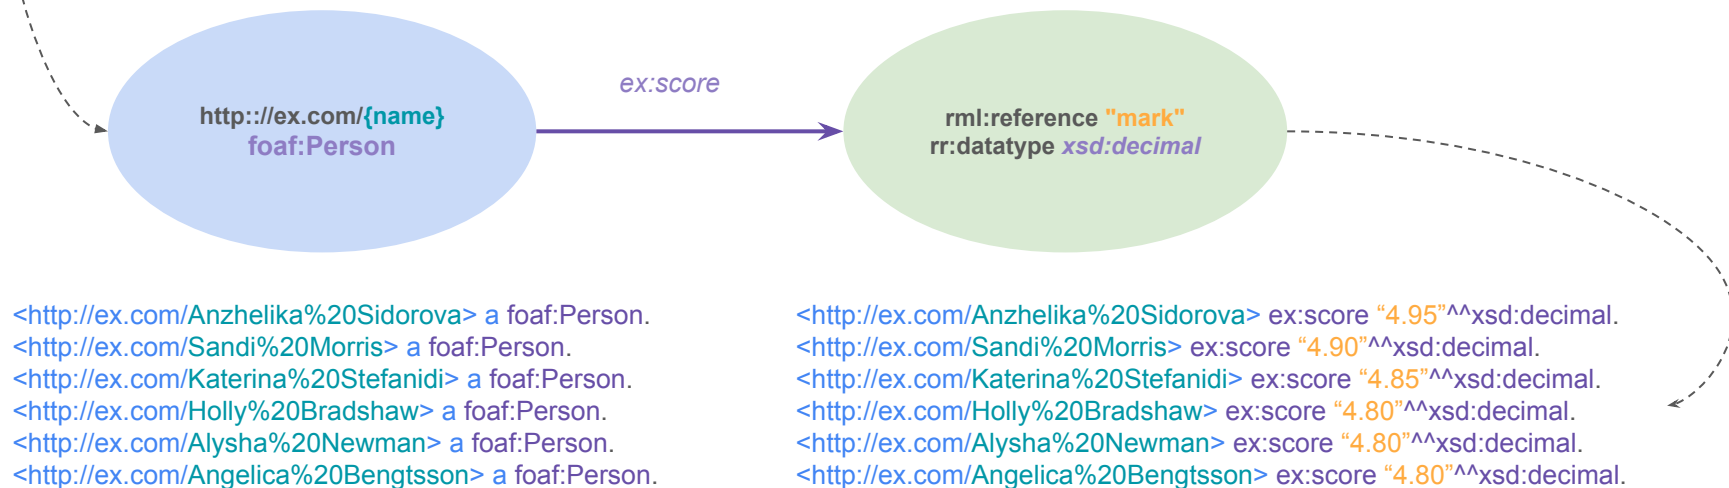 ex:score
http:://ex.com/{name}
foaf:Person
rml:reference "mark"
rr:datatype xsd:decimal
<http://ex.com/Anzhelika%20Sidorova> a foaf:Person.
<http://ex.com/Sandi%20Morris> a foaf:Person.
<http://ex.com/Katerina%20Stefanidi> a foaf:Person.
<http://ex.com/Holly%20Bradshaw> a foaf:Person.
<http://ex.com/Alysha%20Newman> a foaf:Person.
<http://ex.com/Angelica%20Bengtsson> a foaf:Person.
<http://ex.com/Anzhelika%20Sidorova> ex:score “4.95”^^xsd:decimal.
<http://ex.com/Sandi%20Morris> ex:score “4.90”^^xsd:decimal.
<http://ex.com/Katerina%20Stefanidi> ex:score “4.85”^^xsd:decimal.
<http://ex.com/Holly%20Bradshaw> ex:score “4.80”^^xsd:decimal.
<http://ex.com/Alysha%20Newman> ex:score “4.80”^^xsd:decimal.
<http://ex.com/Angelica%20Bengtsson> ex:score “4.80”^^xsd:decimal.